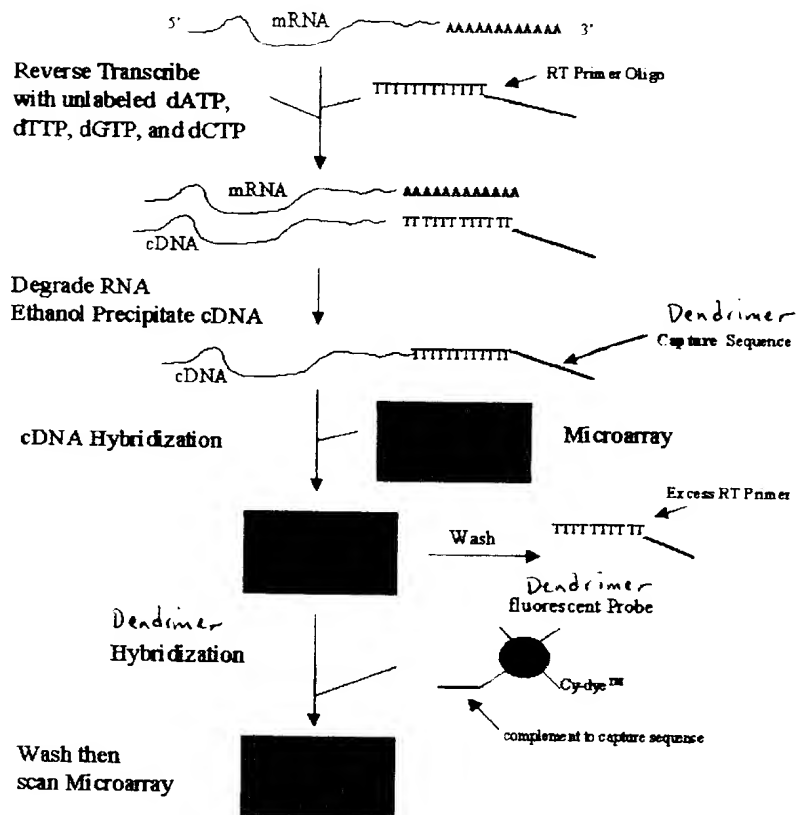 5' mRNA AAAAAAAAAAAA 3'
Reverse Transcribe
with unlabeled dATP,
dTTP, dGTP, and dCTP
TTTTTTTTTTT
RT Primer Oligo
mRNA AAAAAAAAAAAA
cDNA TTTTTTTTTTT
Degrade RNA
Ethanol Precipitate cDNA
Dendrimer
Capture Sequence
cDNA TTTTTTTTTTT
cDNA Hybridization
Microarray
Excess RT Primer
Wash
TTTTTTTTTT
Dendrimer
fluorescent Probe
Dendrimer
Hybridization
Cy-dye™
complement to capture sequence
Wash then
scan Microarray